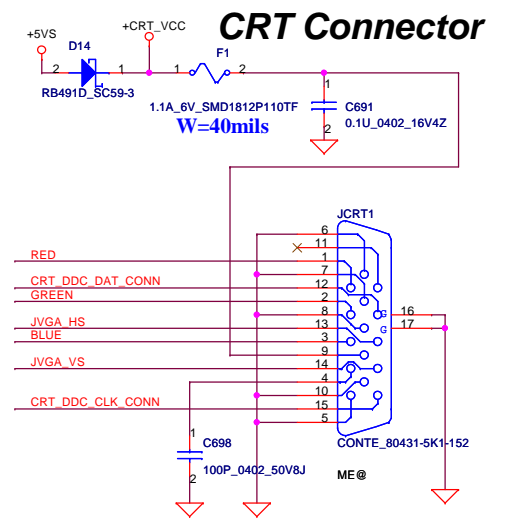 CRT Connector
+5VS
+CRT_VCC
D14
F1
2 1
1 2
RB491D_SC59-3
1.1A_6V_SMD1812P110TF
W=40mils
1
C691
0.1U_0402_16V4Z
2
JCRT1
6
11
RED
1
7
CRT_DDC_DAT_CONN
12
GREEN
2
8
G 16
JVGA_HS
13
G 17
BLUE
3
9
JVGA_VS
14
4
10
CRT_DDC_CLK_CONN
15
5
1
C698
CONTE_80431-5K1-152
100P_0402_50V8J
2
ME@